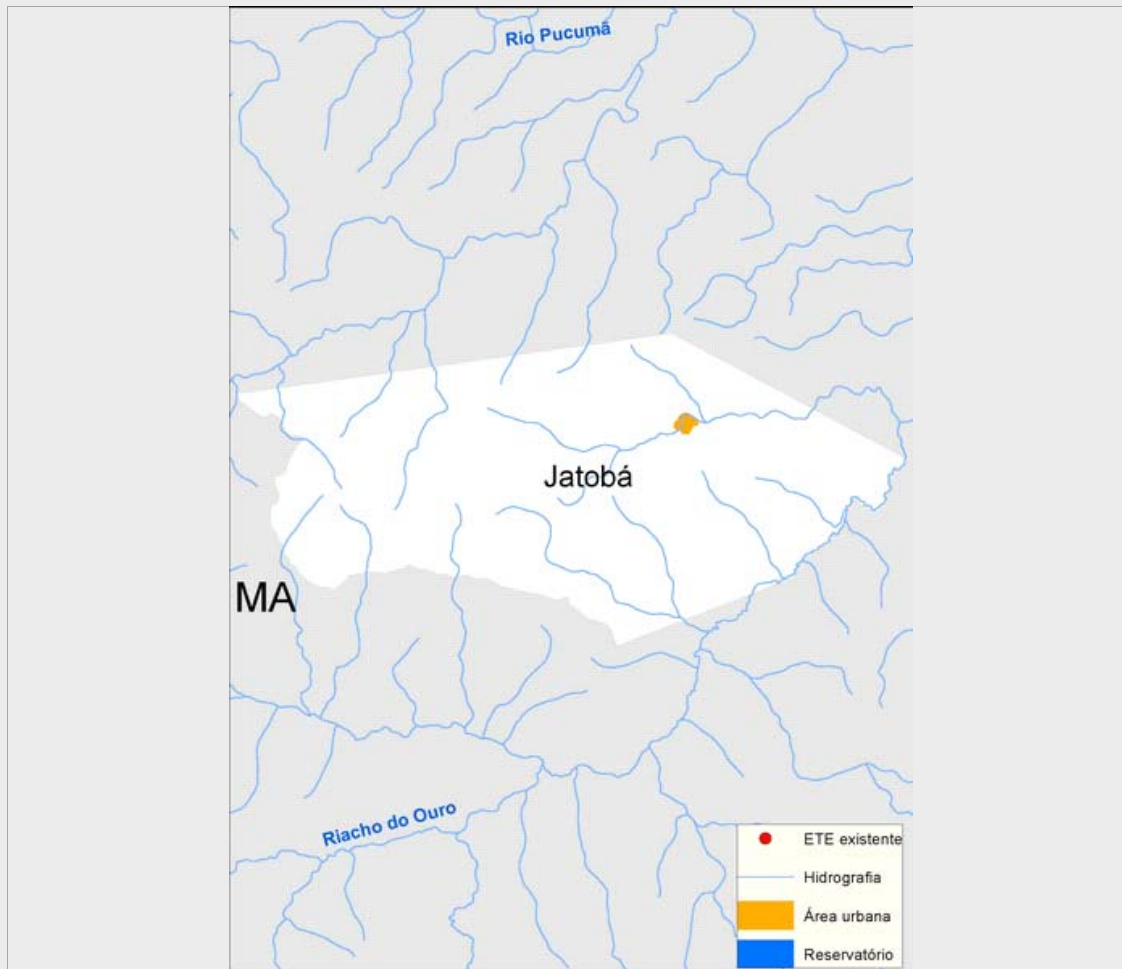 Rio Pucumã
Jatobá
MA
Riacho do Ouro
ETE existente
Hidrografia
Área urbana
Reservatório